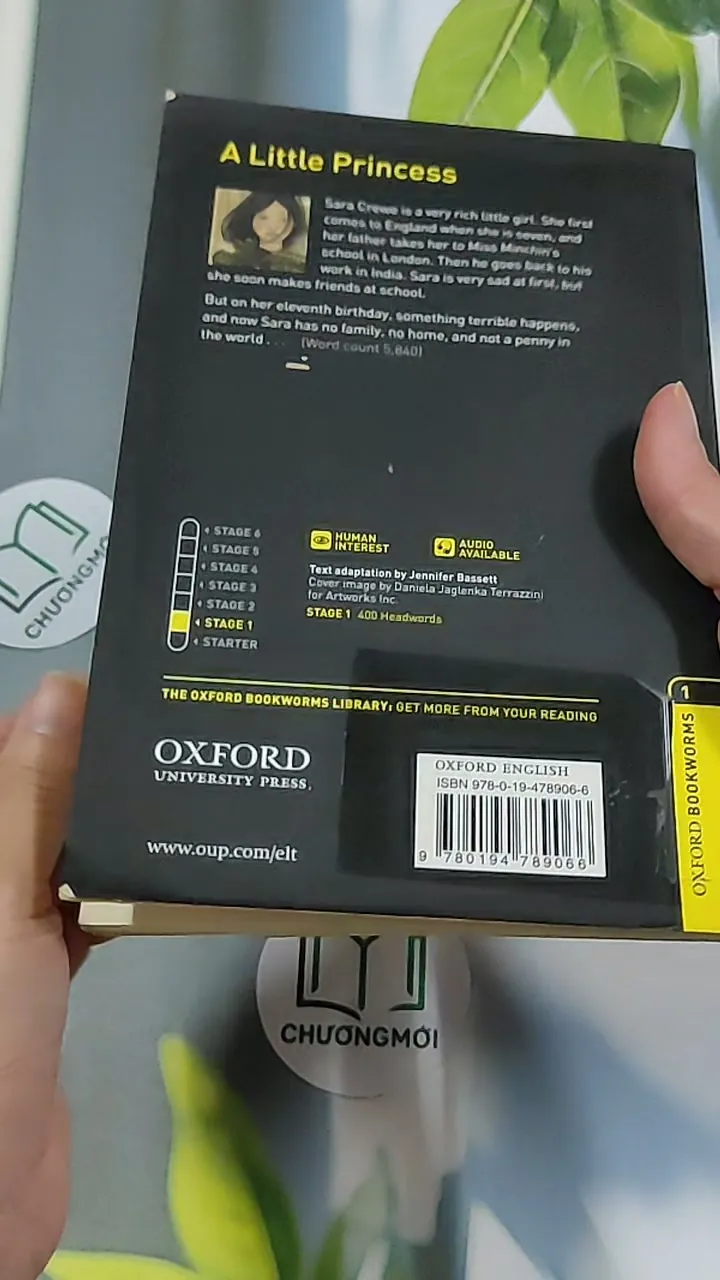 A Little Princess
Sara Crewe is a very rich little girl. She first
comes to England when she is seven, and
her father takes her to Miss Minchin's
school in London. Then he goes back to his
work in India. Sara is very sad at first, but
she soon makes friends at school.
But on her eleventh birthday, something terrible happens,
and now Sara has no family, no home, and not a penny in
the world . . . (Word count 5,840)
STAGE 6
STAGE 5
STAGE 4
STAGE 3
STAGE 2
STAGE 1
STARTER
HUMAN
INTEREST
AUDIO
AVAILABLE
Text adaptation by Jennifer Bassett
Cover image by Daniela Jaglenka Terrazzini
for Artworks Inc.
STAGE 1 400 Headwords
THE OXFORD BOOKWORMS LIBRARY: GET MORE FROM YOUR READING
OXFORD
UNIVERSITY PRESS
www.oup.com/elt
OXFORD ENGLISH
ISBN 978-0-19-478906-6
9 780194 789066
1
OXFORD BOOKWORMS
CHUONGMỚI
CHUONGMỚI